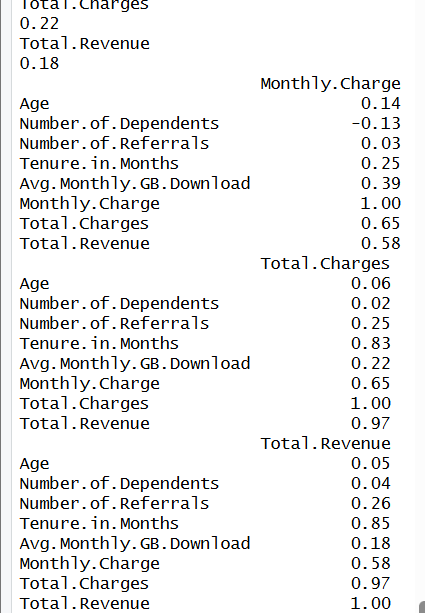 Total.Charges
0.22
Total.Revenue
0.18
Monthly.Charge
Age 0.14
Number.of.Dependents -0.13
Number.of.Referrals 0.03
Tenure.in.Months 0.25
Avg.Monthly.GB.Download 0.39
Monthly.Charge 1.00
Total.Charges 0.65
Total.Revenue 0.58
Total.Charges
Age 0.06
Number.of.Dependents 0.02
Number.of.Referrals 0.25
Tenure.in.Months 0.83
Avg.Monthly.GB.Download 0.22
Monthly.Charge 0.65
Total.Charges 1.00
Total.Revenue 0.97
Total.Revenue
Age 0.05
Number.of.Dependents 0.04
Number.of.Referrals 0.26
Tenure.in.Months 0.85
Avg.Monthly.GB.Download 0.18
Monthly.Charge 0.58
Total.Charges 0.97
Total.Revenue 1.00